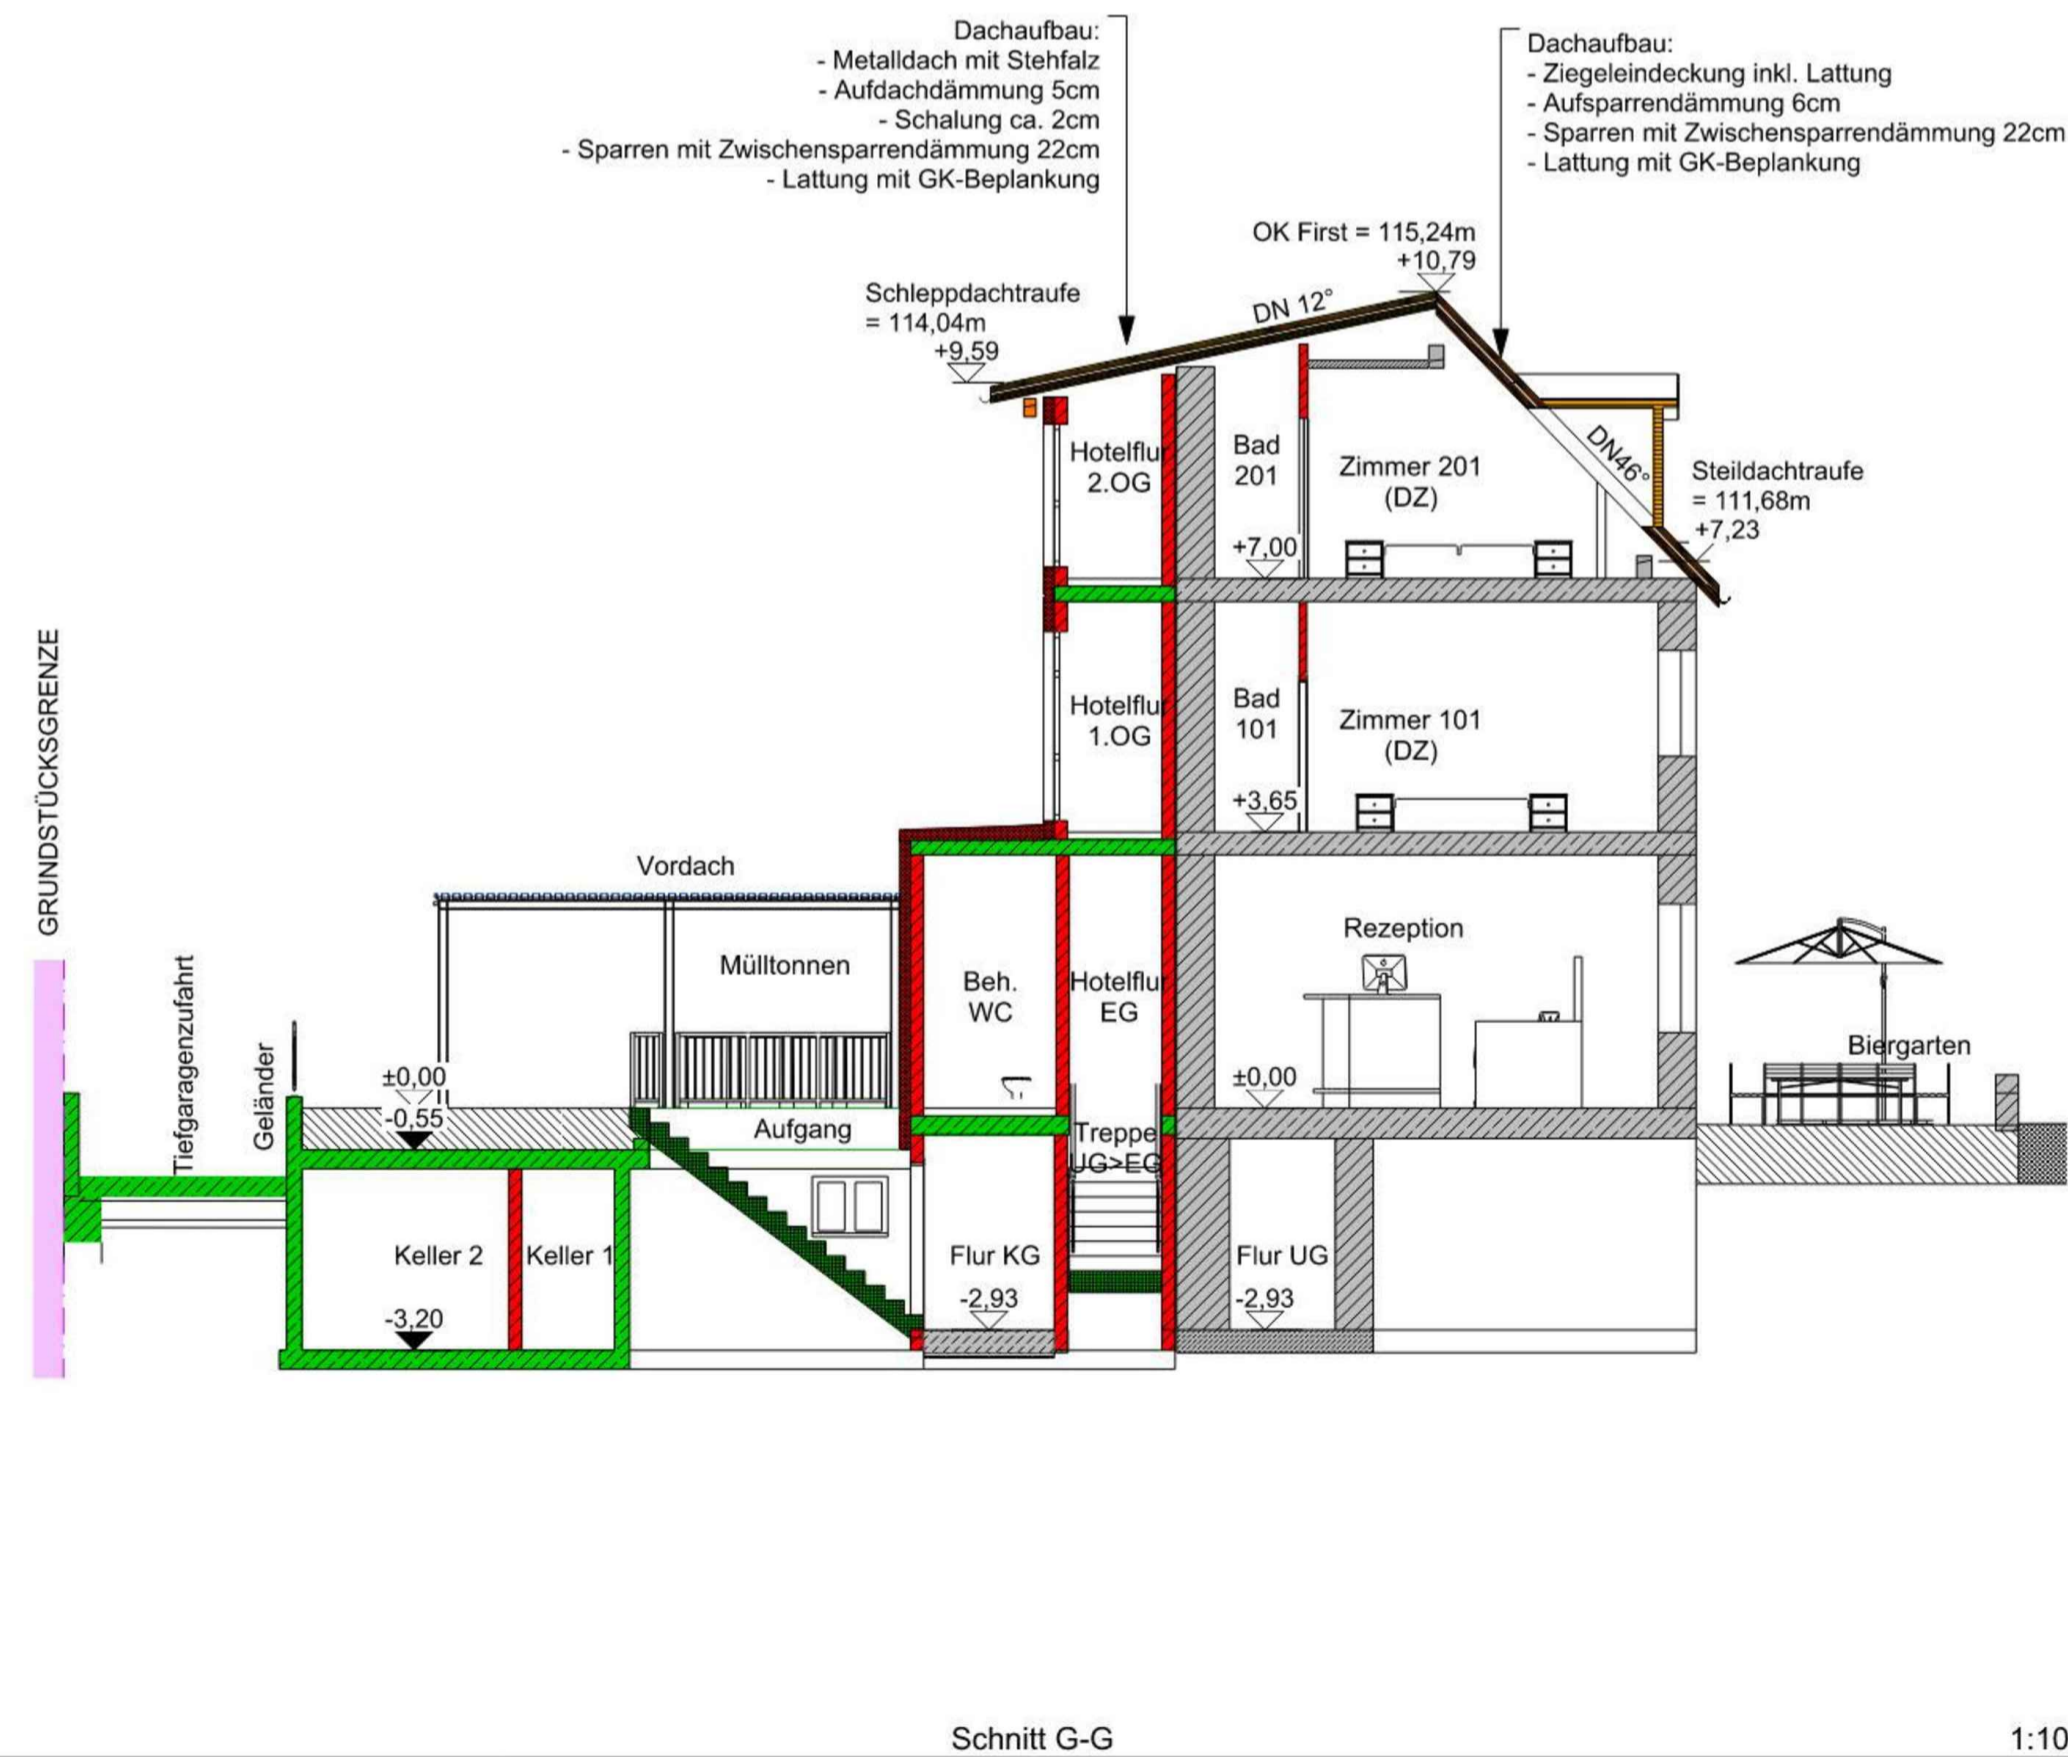 Dachaufbau:
- Metalldach mit Stehfalz
- Aufdachdämmung 5cm
- Schalung ca. 2cm
- Sparren mit Zwischensparrendämmung 22cm
- Lattung mit GK-Beplankung
Dachaufbau:
- Ziegeleindeckung inkl. Lattung
- Aufsparrendämmung 6cm
- Sparren mit Zwischensparrendämmung 22cm
- Lattung mit GK-Beplankung
OK First = 115,24m
+10,79
Schleppdachtraufe
= 114,04m
+9,59
DN 12°
DN46°
Steildachtraufe
= 111,68m
+7,23
Hotelflur
2.OG
Bad
201
Zimmer 201
(DZ)
+7,00
Hotelflur
1.OG
Bad
101
Zimmer 101
(DZ)
+3,65
GRUNDSTÜCKSGRENZE
Tiefgaragenzufahrt
Geländer
Vordach
Mülltonnen
Beh.
WC
Hotelflur
EG
Rezeption
Biergarten
±0,00
-0,55
±0,00
Aufgang
Treppe
UG>EG
Keller 2
Keller 1
Flur KG
Flur UG
-3,20
-2,93
-2,93
Schnitt G-G
1:10